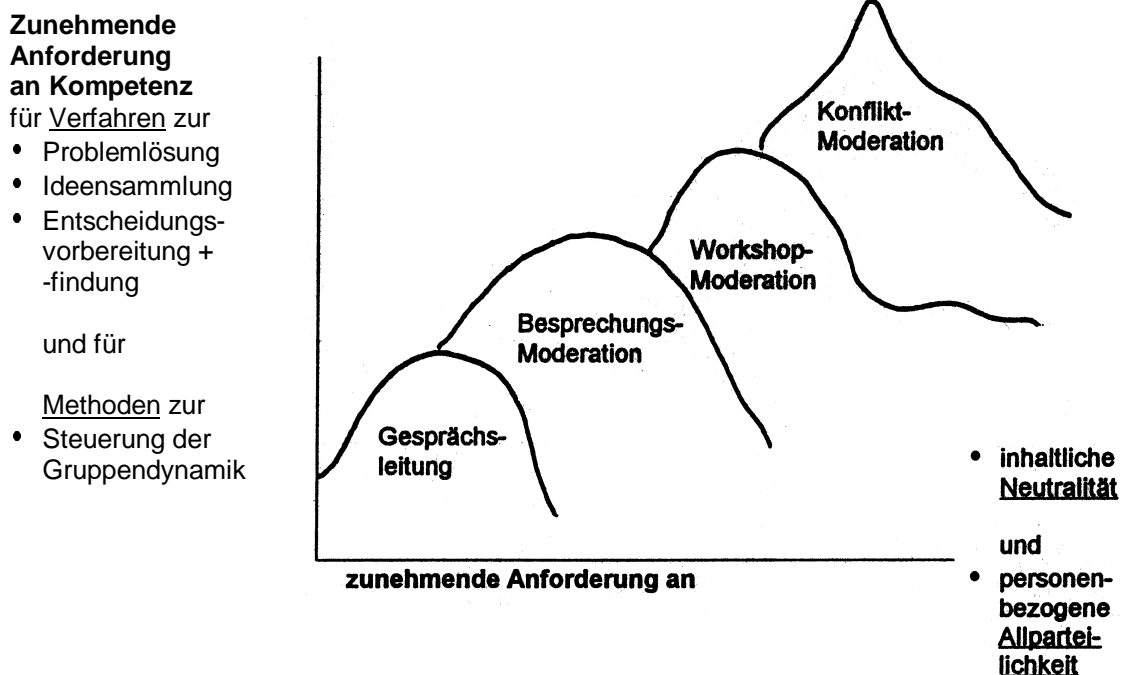 Zunehmende
Anforderung
an Kompetenz
für Verfahren zur
• Problemlösung
• Ideensammlung
• Entscheidungs-
vorbereitung +
-findung
und für
Methoden zur
• Steuerung der
Gruppendynamik
Konflikt-
Moderation
Workshop-
Moderation
Besprechungs-
Moderation
Gesprächs-
leitung
zunehmende Anforderung an
• inhaltliche
Neutralität
und
• personen-
bezogene
Allpartei-
lichkeit